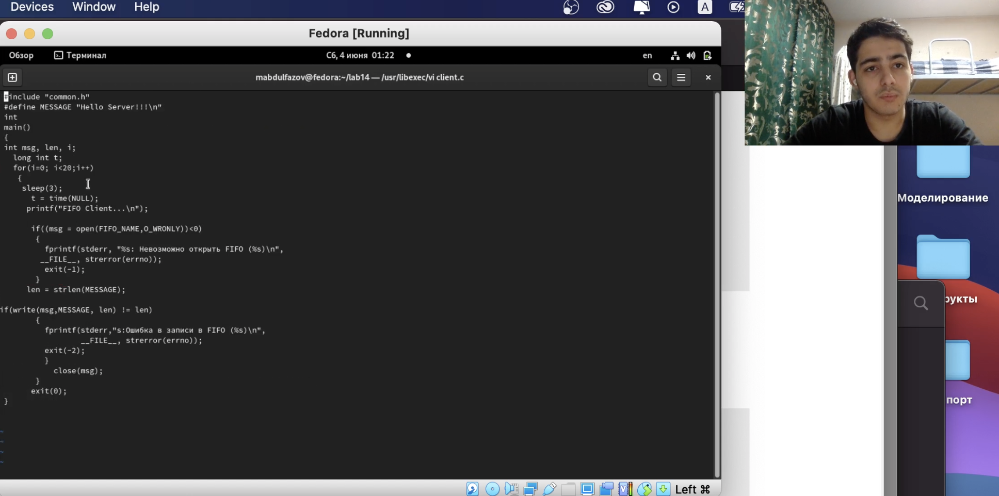 Devices Window Help
A
Fedora [Running]
Обзор Терминал Сб, 4 июня 01:22 en
mabdulfazov@fedora:~/lab14 — /usr/libexec/vi client.c
#include "common.h"
#define MESSAGE "Hello Server!!!\n"
int
main()
{
int msg, len, i;
long int t;
for(i=0; i<20;i++)
{
sleep(3);
t = time(NULL);
printf("FIFO Client...\n");
if((msg = open(FIFO_NAME,O_WRONLY))<0)
{
fprintf(stderr, "%s: Невозможно открыть FIFO (%s)\n",
__FILE__, strerror(errno));
exit(-1);
}
len = strlen(MESSAGE);
if(write(msg,MESSAGE, len) != len)
{
fprintf(stderr,"s:Ошибка в записи в FIFO (%s)\n",
__FILE__, strerror(errno));
exit(-2);
}
close(msg);
}
exit(0);
}
~
~
~
~
Моделирование
рукты
порт
Left ⌘